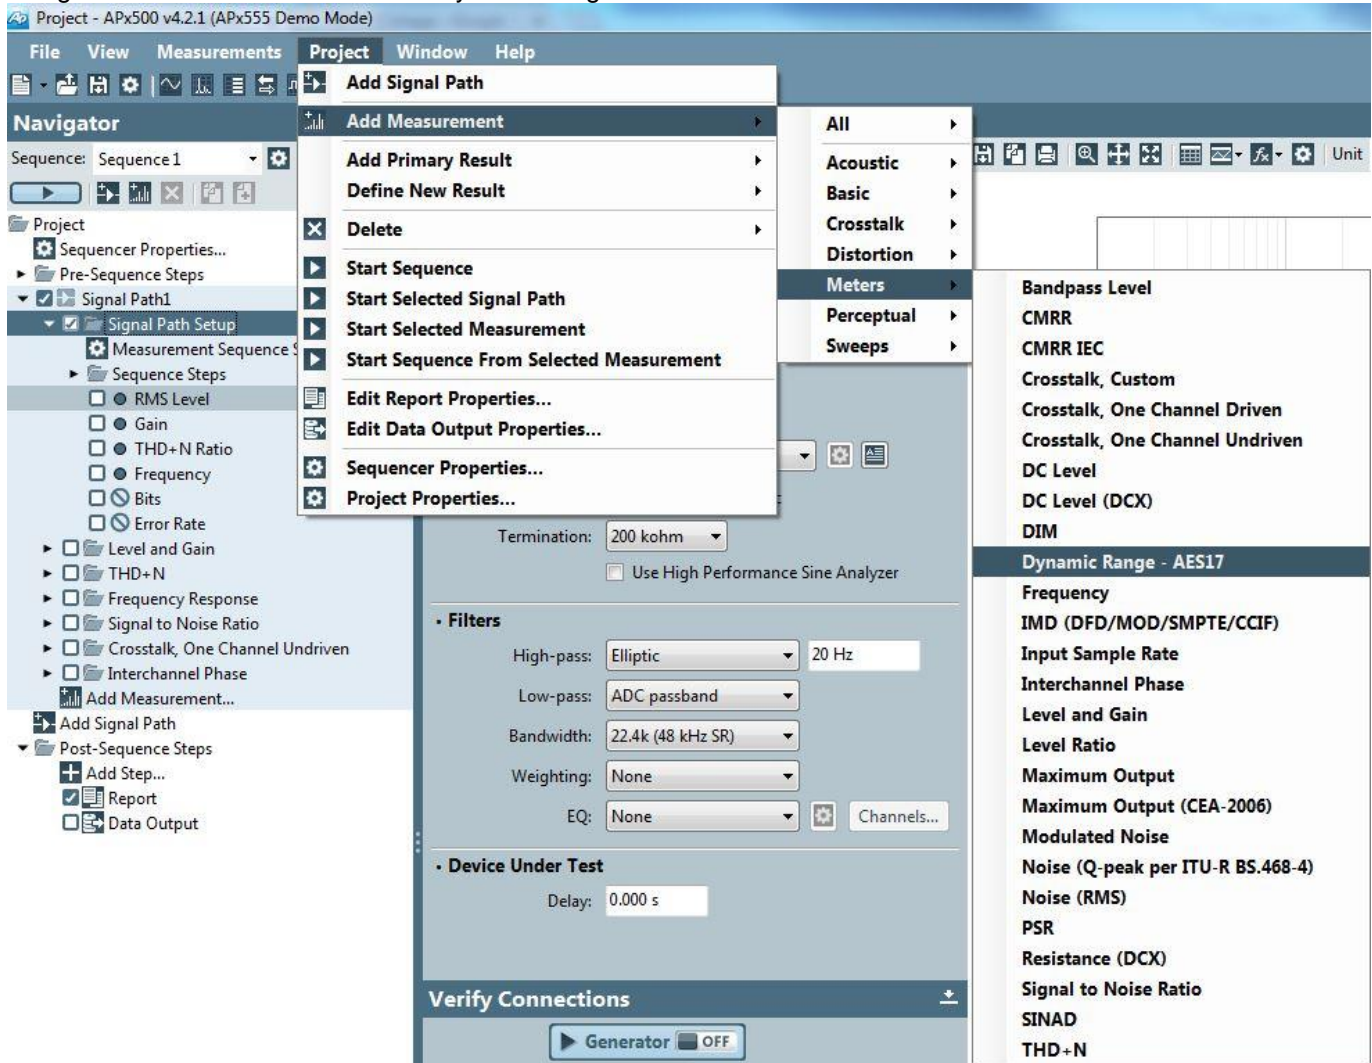 Project - APx500 v4.2.1 (APx555 Demo Mode)
File View Measurements Project Window Help
Navigator
Sequence: Sequence 1
Project
Sequencer Properties...
Pre-Sequence Steps
Signal Path1
Signal Path Setup
Measurement Sequence
Sequence Steps
RMS Level
Gain
THD+N Ratio
Frequency
Bits
Error Rate
Level and Gain
THD+N
Frequency Response
Signal to Noise Ratio
Crosstalk, One Channel Undriven
Interchannel Phase
Add Measurement...
Add Signal Path
Post-Sequence Steps
Add Step...
Report
Data Output
Add Signal Path
Add Measurement
Add Primary Result
Define New Result
Delete
Start Sequence
Start Selected Signal Path
Start Selected Measurement
Start Sequence From Selected Measurement
Edit Report Properties...
Edit Data Output Properties...
Sequencer Properties...
Project Properties...
All
Acoustic
Basic
Crosstalk
Distortion
Meters
Perceptual
Sweeps
Unit
Bandpass Level
CMRR
CMRR IEC
Crosstalk, Custom
Crosstalk, One Channel Driven
Crosstalk, One Channel Undriven
DC Level
DC Level (DCX)
DIM
Dynamic Range - AES17
Frequency
IMD (DFD/MOD/SMPTE/CCIF)
Input Sample Rate
Interchannel Phase
Level and Gain
Level Ratio
Maximum Output
Maximum Output (CEA-2006)
Modulated Noise
Noise (Q-peak per ITU-R BS.468-4)
Noise (RMS)
PSR
Resistance (DCX)
Signal to Noise Ratio
SINAD
THD+N
Termination: 200 kohm
Use High Performance Sine Analyzer
Filters
High-pass: Elliptic 20 Hz
Low-pass: ADC passband
Bandwidth: 22.4k (48 kHz SR)
Weighting: None
EQ: None Channels...
Device Under Test
Delay: 0.000 s
Verify Connections
Generator OFF